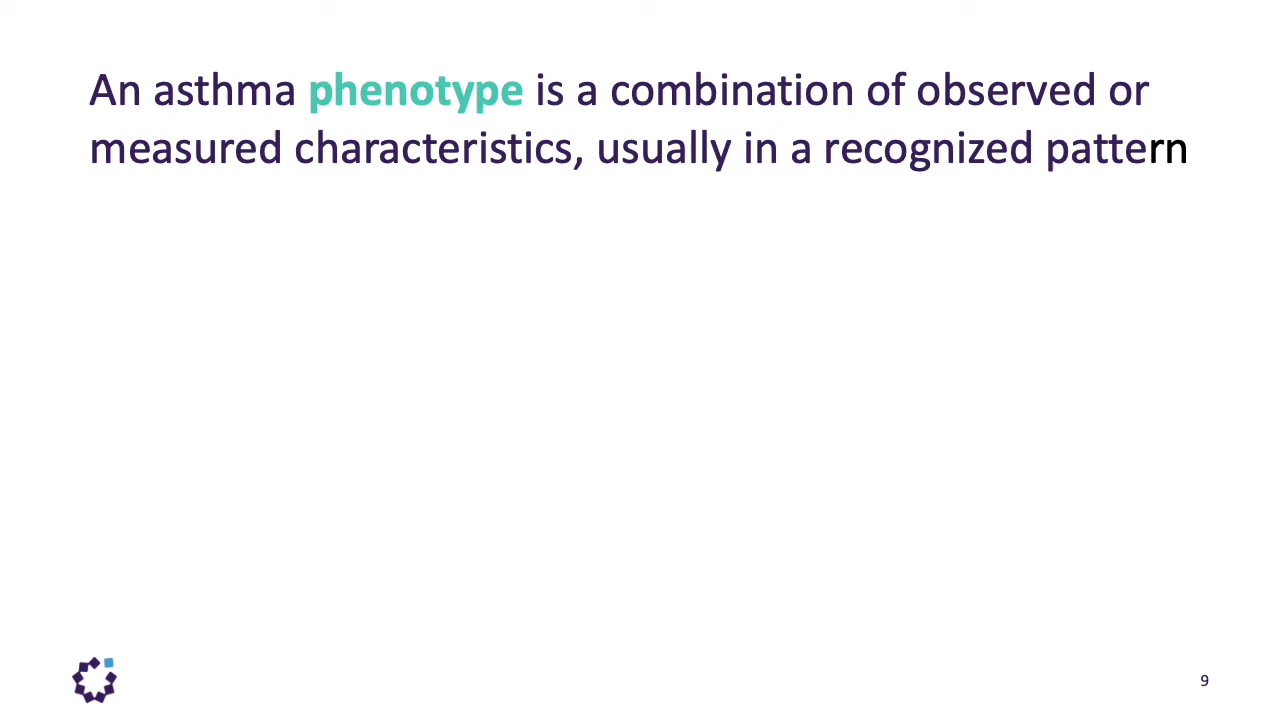 An asthma phenotype is a combination of observed or
measured characteristics, usually in a recognized pattern
9